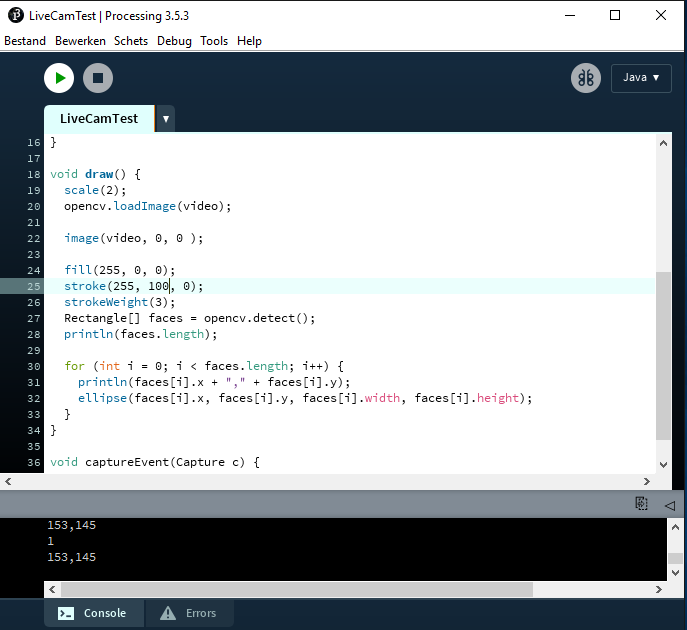 LiveCamTest | Processing 3.5.3
Bestand Bewerken Schets Debug Tools Help
Java ▼
LiveCamTest ▼
16 }
17
18 void draw() {
19   scale(2);
20   opencv.loadImage(video);
21
22   image(video, 0, 0 );
23
24   fill(255, 0, 0);
25   stroke(255, 100, 0);
26   strokeWeight(3);
27   Rectangle[] faces = opencv.detect();
28   println(faces.length);
29
30   for (int i = 0; i < faces.length; i++) {
31     println(faces[i].x + "," + faces[i].y);
32     ellipse(faces[i].x, faces[i].y, faces[i].width, faces[i].height);
33   }
34 }
35
36 void captureEvent(Capture c) {
153,145
1
153,145
Console Errors